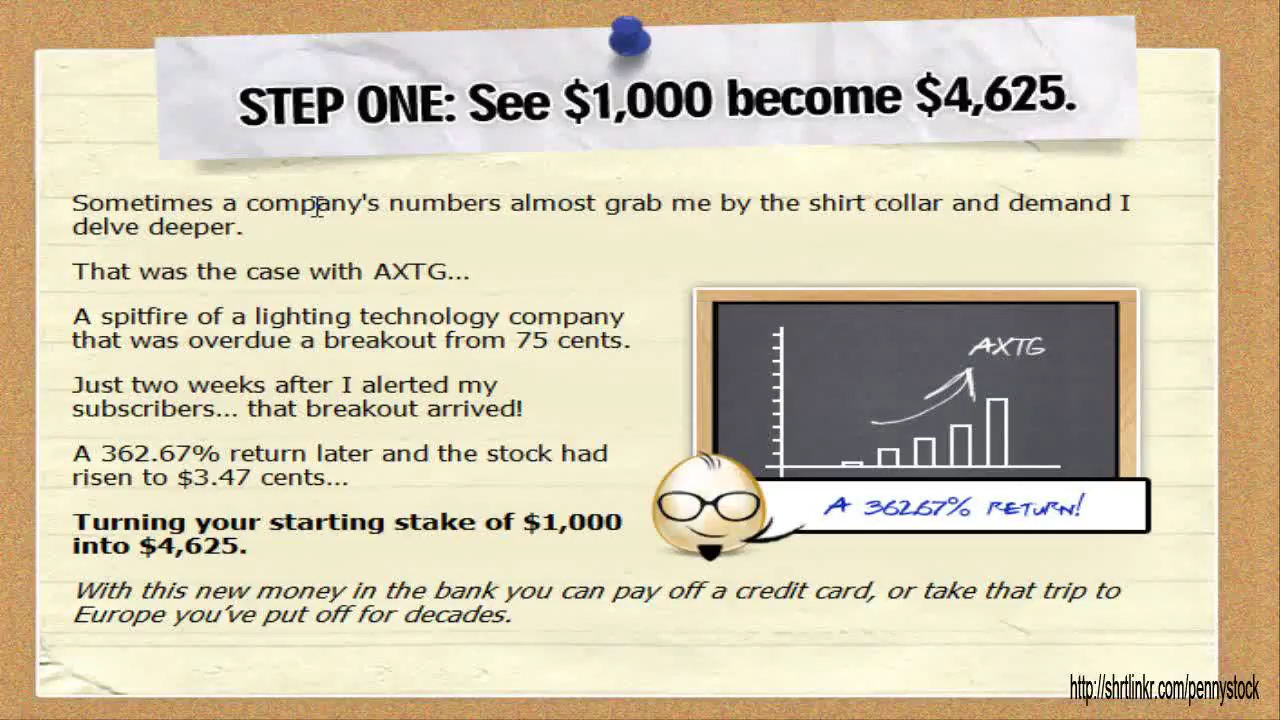 STEP ONE: See $1,000 become $4,625.
Sometimes a company's numbers almost grab me by the shirt collar and demand I
delve deeper.
That was the case with AXTG...
A spitfire of a lighting technology company
that was overdue a breakout from 75 cents.
Just two weeks after I alerted my
subscribers... that breakout arrived!
A 362.67% return later and the stock had
risen to $3.47 cents...
Turning your starting stake of $1,000
into $4,625.
AXTG
A 362.67% RETURN!
With this new money in the bank you can pay off a credit card, or take that trip to
Europe you've put off for decades.
http://shrtlinkr.com/pennystock